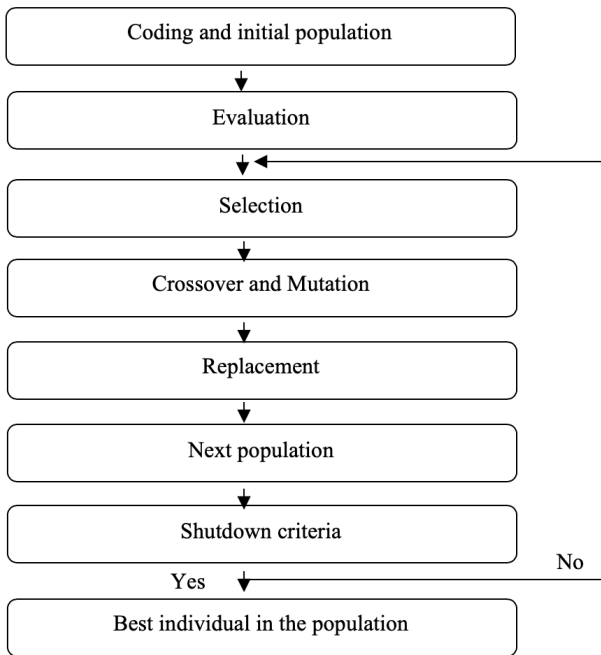 Coding and initial population
Evaluation
Selection
Crossover and Mutation
Replacement
Next population
Shutdown criteria
No
Yes
Best individual in the population